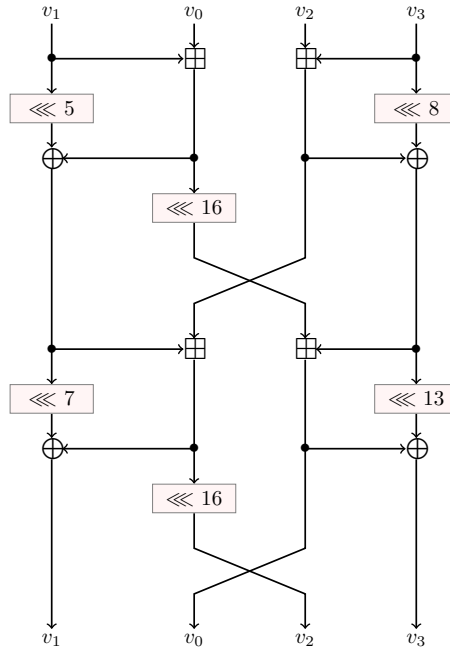 v₁ v₀ v₂ v₃
⋘ 5 ⋘ 8
⋘ 16
⋘ 7 ⋘ 13
⋘ 16
v₁ v₀ v₂ v₃